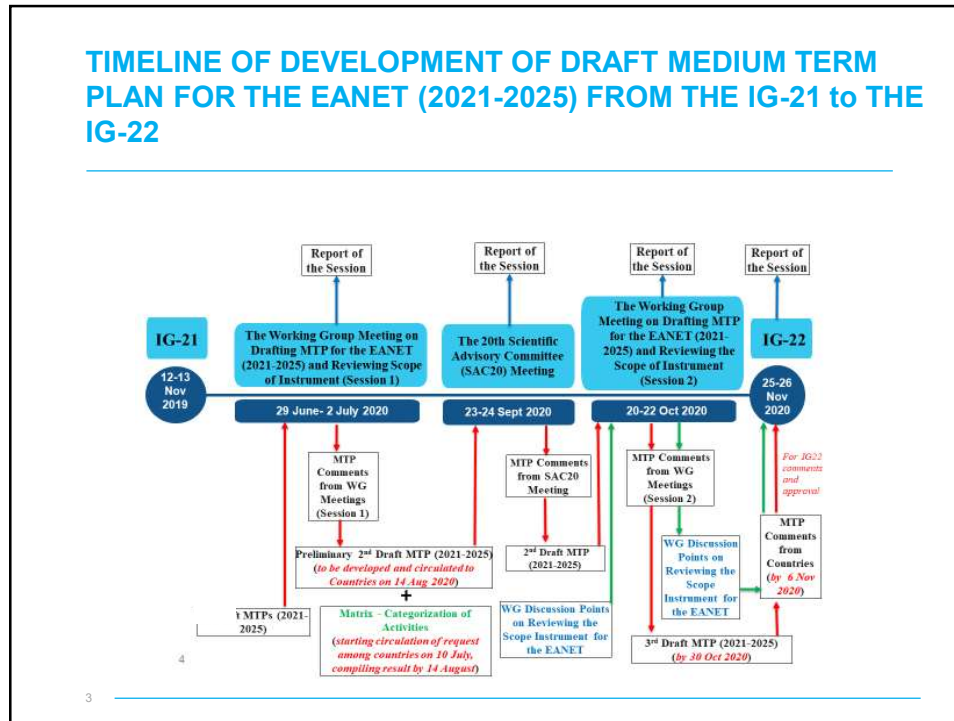 TIMELINE OF DEVELOPMENT OF DRAFT MEDIUM TERM
PLAN FOR THE EANET (2021-2025) FROM THE IG-21 to THE
IG-22
Report of
the Session
Report of
the Session
Report of
the Session
Report of
the Session
IG-21
The Working Group Meeting on
Drafting MTP for the EANET
(2021-2025) and Reviewing Scope
of Instrument (Session 1)
The 20th Scientific
Advisory Committee
(SAC20) Meeting
The Working Group
Meeting on Drafting MTP
for the EANET (2021-
2025) and Reviewing the
Scope of Instrument
(Session 2)
IG-22
12-13
Nov
2019
29 June- 2 July 2020
23-24 Sept 2020
20-22 Oct 2020
25-26
Nov
2020
MTP
Comments
from WG
Meetings
(Session 1)
MTP Comments
from SAC20
Meeting
MTP Comments
from WG
Meetings
(Session 2)
For IG22
comments
and
approval
Preliminary 2nd Draft MTP (2021-2025)
(to be developed and circulated to
Countries on 14 Aug 2020)
+
2nd Draft MTP
(2021-2025)
WG Discussion
Points on
Reviewing the
Scope
Instrument for
the EANET
MTP
Comments
from
Countries
(by 6 Nov
2020)
t MTPs (2021-
2025)
Matrix - Categorization of
Activities
(starting circulation of request
among countries on 10 July,
compiling result by 14 August)
WG Discussion Points
on Reviewing the
Scope Instrument for
the EANET
3rd Draft MTP (2021-2025)
(by 30 Oct 2020)
4
3